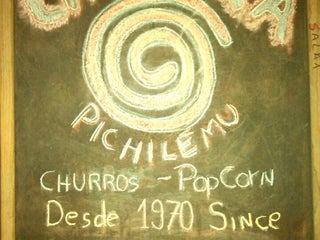 PICHILEMU
CHURROS - PopCorn
Desde 1970 Since